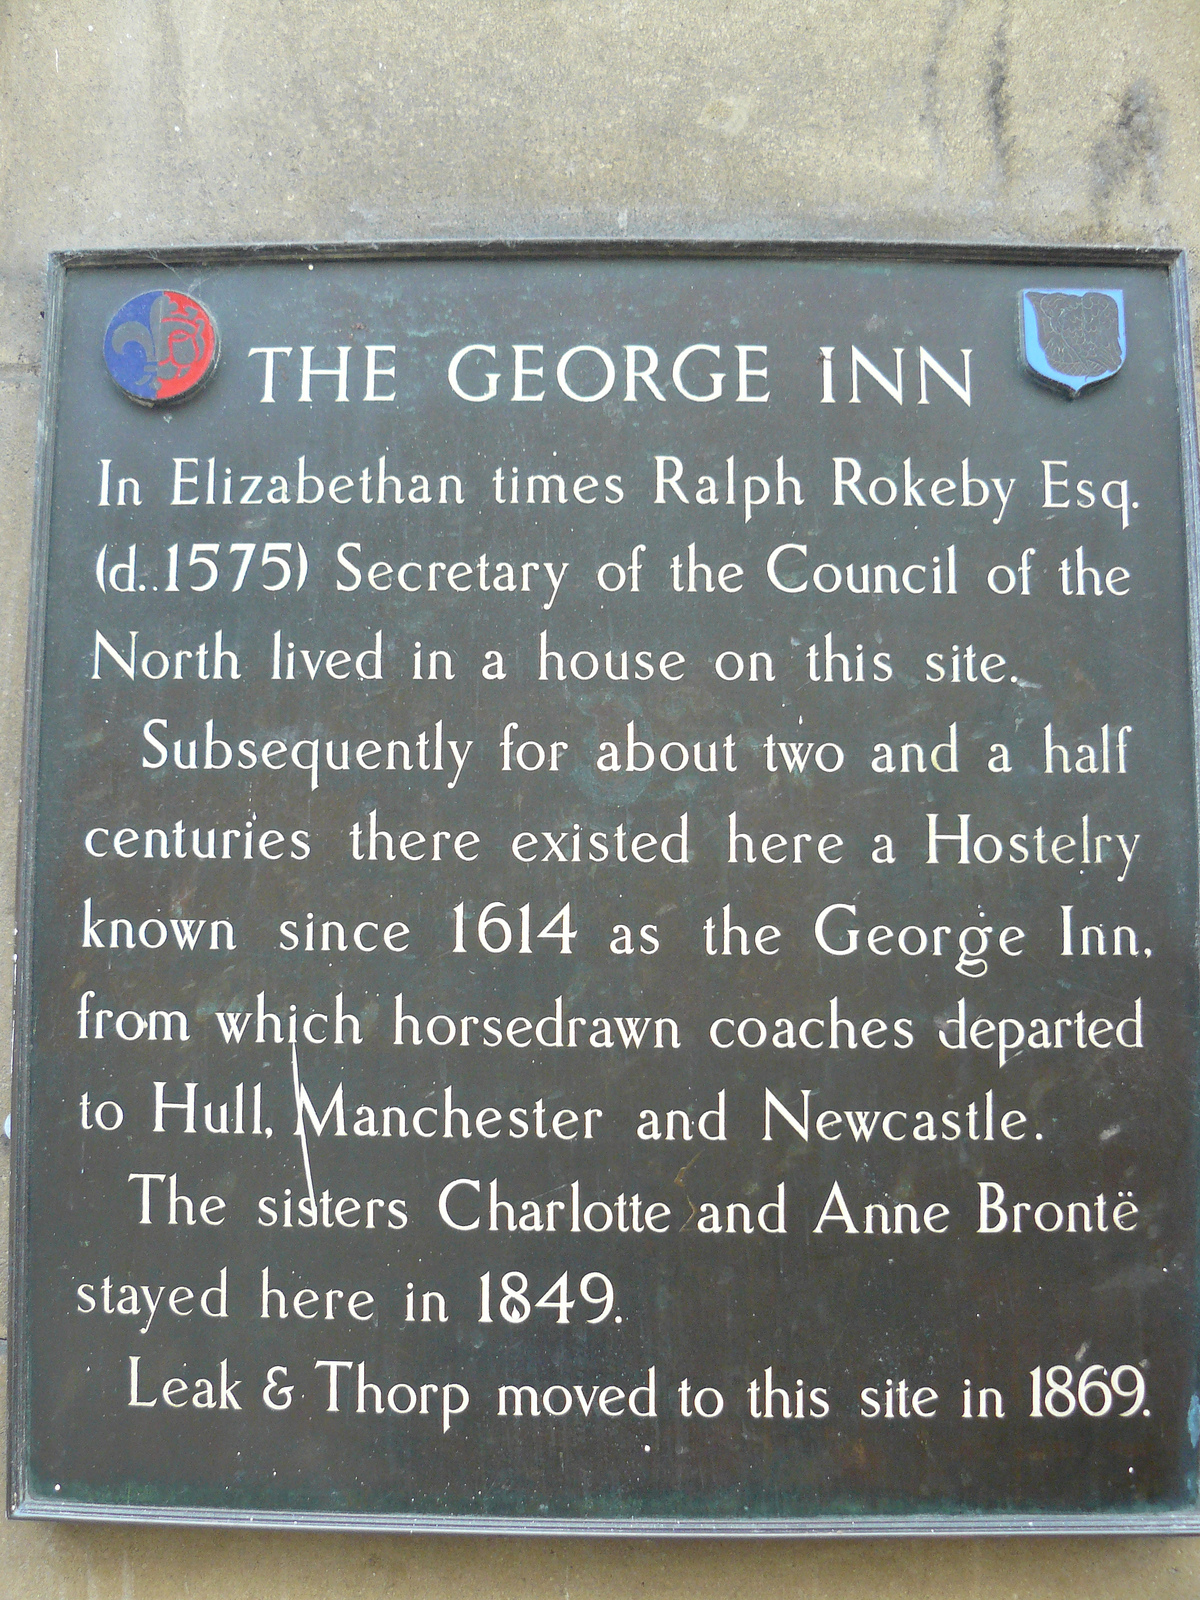 THE GEORGE INN
In Elizabethan times Ralph Rokeby Esq.
(d..1575) Secretary of the Council of the
North lived in a house on this site.
Subsequently for about two and a half
centuries there existed here a Hostelry
known since 1614 as the George Inn,
from which horsedrawn coaches departed
to Hull, Manchester and Newcastle.
The sisters Charlotte and Anne Brontë
stayed here in 1849.
Leak & Thorp moved to this site in 1869.